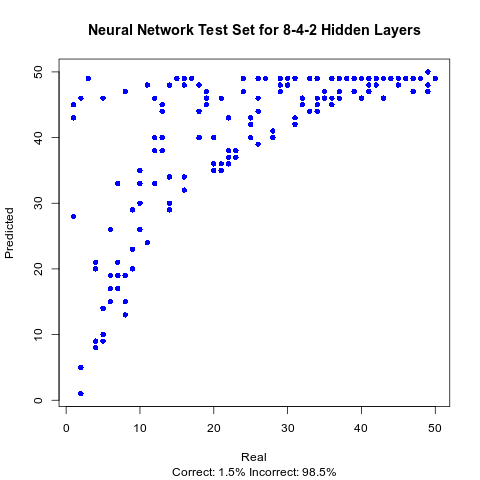 Neural Network Test Set for 8-4-2 Hidden Layers
Predicted
50
40
30
20
10
0
0 10 20 30 40 50
Real
Correct: 1.5% Incorrect: 98.5%